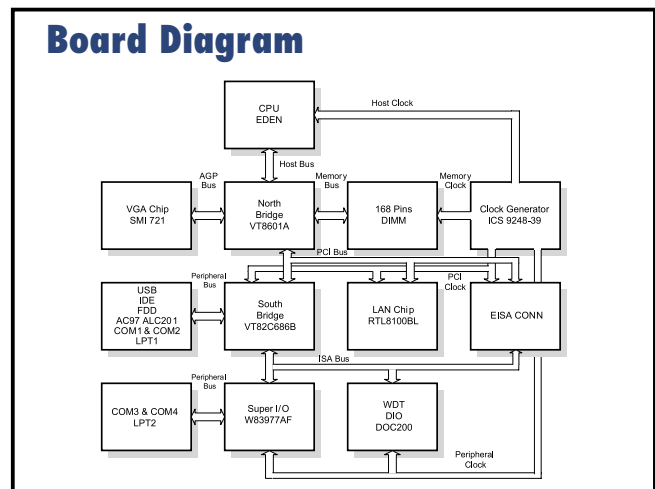 Board Diagram
CPU
EDEN
Host Clock
Host Bus
AGP
Bus
Memory
Bus
Memory
Clock
VGA Chip
SMI 721
North
Bridge
VT8601A
168 Pins
DIMM
Clock Generator
ICS 9248-39
PCI Bus
Peripheral
Bus
PCI
Clock
USB
IDE
FDD
AC97 ALC201
COM1 & COM2
LPT1
South
Bridge
VT82C686B
LAN Chip
RTL8100BL
EISA CONN
ISA Bus
Peripheral
Bus
COM3 & COM4
LPT2
Super I/O
W83977AF
WDT
DIO
DOC200
Peripheral
Clock